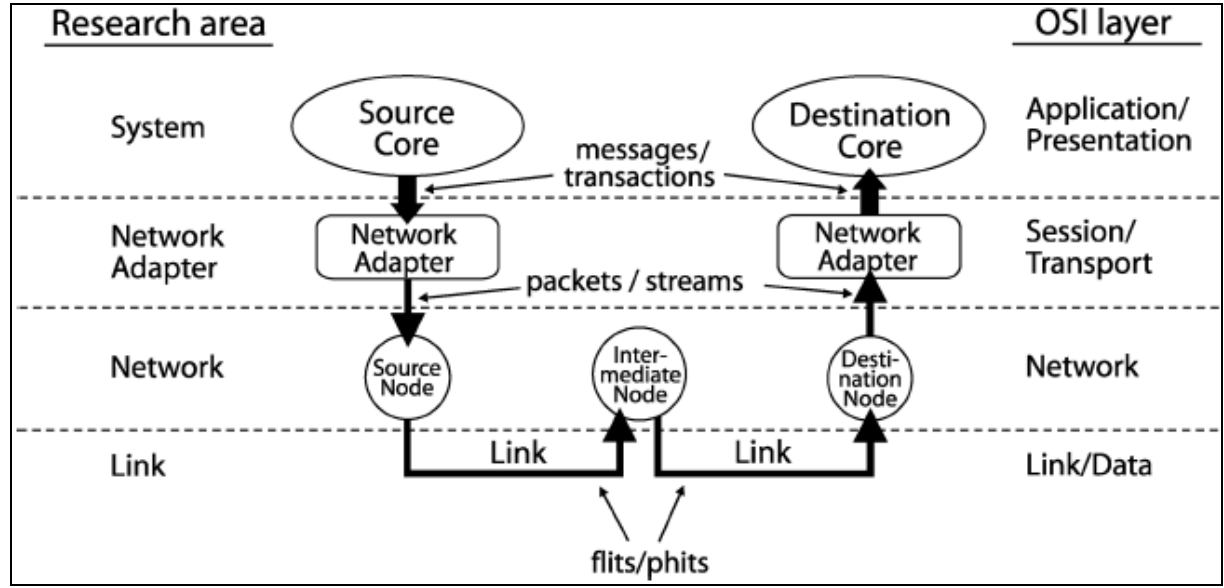 Research area
OSI layer
System
Source
Core
Destination
Core
Application/
Presentation
messages/
transactions
Network
Adapter
Network
Adapter
Network
Adapter
Session/
Transport
packets / streams
Network
Source
Node
Inter-
mediate
Node
Desti-
nation
Node
Network
Link
Link
Link
Link/Data
flits/phits